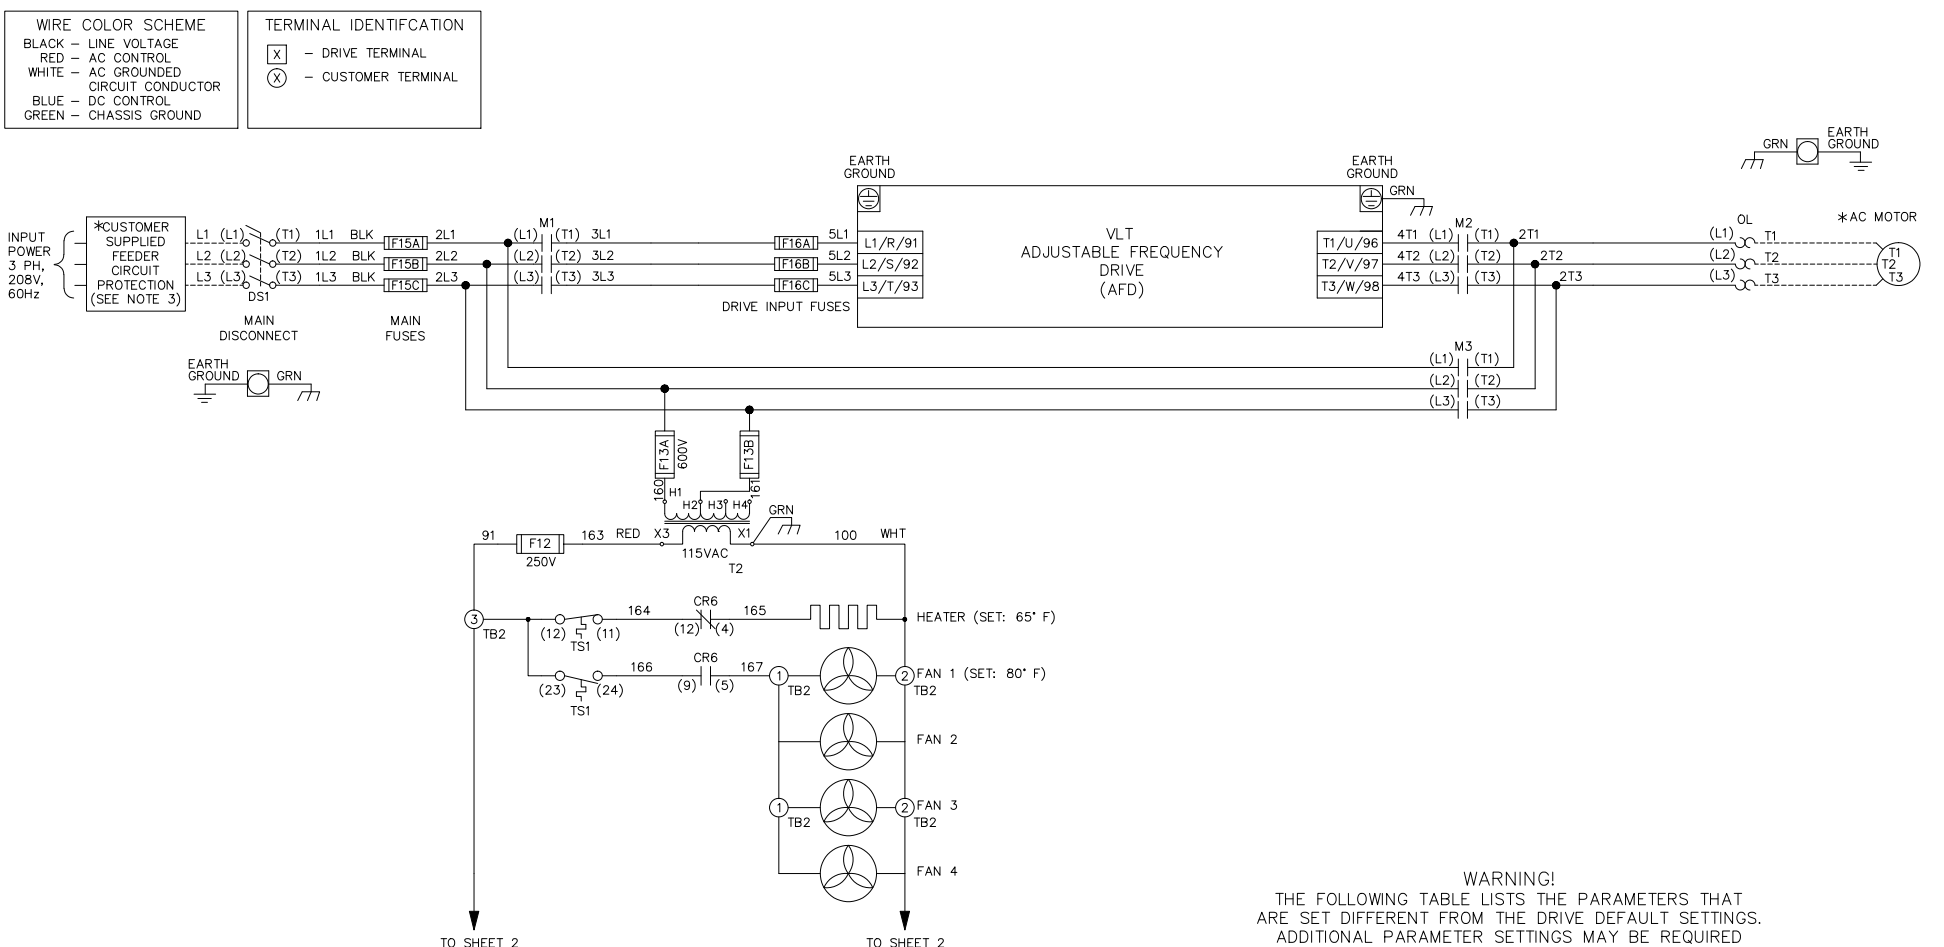 WIRE COLOR SCHEME
BLACK – LINE VOLTAGE
RED – AC CONTROL
WHITE – AC GROUNDED
CIRCUIT CONDUCTOR
BLUE – DC CONTROL
GREEN – CHASSIS GROUND
TERMINAL IDENTIFCATION
X – DRIVE TERMINAL
X – CUSTOMER TERMINAL
INPUT
POWER
3 PH,
208V,
60Hz
*CUSTOMER
SUPPLIED
FEEDER
CIRCUIT
PROTECTION
(SEE NOTE 3)
L1 (L1) (T1) 1L1 BLK F15A 2L1 (L1) M1 (T1) 3L1 F16A 5L1
L2 (L2) (T2) 1L2 BLK F15B 2L2 (L2) (T2) 3L2 F16B 5L2
L3 (L3) (T3) 1L3 BLK F15C 2L3 (L3) (T3) 3L3 F16C 5L3
DS1
MAIN
DISCONNECT
MAIN
FUSES
DRIVE INPUT FUSES
EARTH
GROUND
GRN
EARTH
GROUND
L1/R/91
L2/S/92
L3/T/93
VLT
ADJUSTABLE FREQUENCY
DRIVE
(AFD)
EARTH
GROUND
GRN
T1/U/96
T2/V/97
T3/W/98
4T1 (L1) M2 (T1) 2T1
4T2 (L2) (T2) 2T2
4T3 (L3) (T3) 2T3
GRN
EARTH
GROUND
OL
*AC MOTOR
(L1) T1
(L2) T2
(L3) T3
T1
T2
T3
M3
(L1) (T1)
(L2) (T2)
(L3) (T3)
F13A
600V
F13B
160
161
H1
H2 H3 H4
GRN
91 F12 163 RED X3 X1 100 WHT
250V
115VAC
T2
3
TB2
164 CR6 165
(12) (11) (12) (4)
TS1
HEATER (SET: 65° F)
166 CR6 167
(23) (24) (9) (5)
TS1
1
TB2
2
TB2
FAN 1 (SET: 80° F)
FAN 2
1
TB2
2
TB2
FAN 3
FAN 4
TO SHEET 2
TO SHEET 2
WARNING!
THE FOLLOWING TABLE LISTS THE PARAMETERS THAT
ARE SET DIFFERENT FROM THE DRIVE DEFAULT SETTINGS.
ADDITIONAL PARAMETER SETTINGS MAY BE REQUIRED